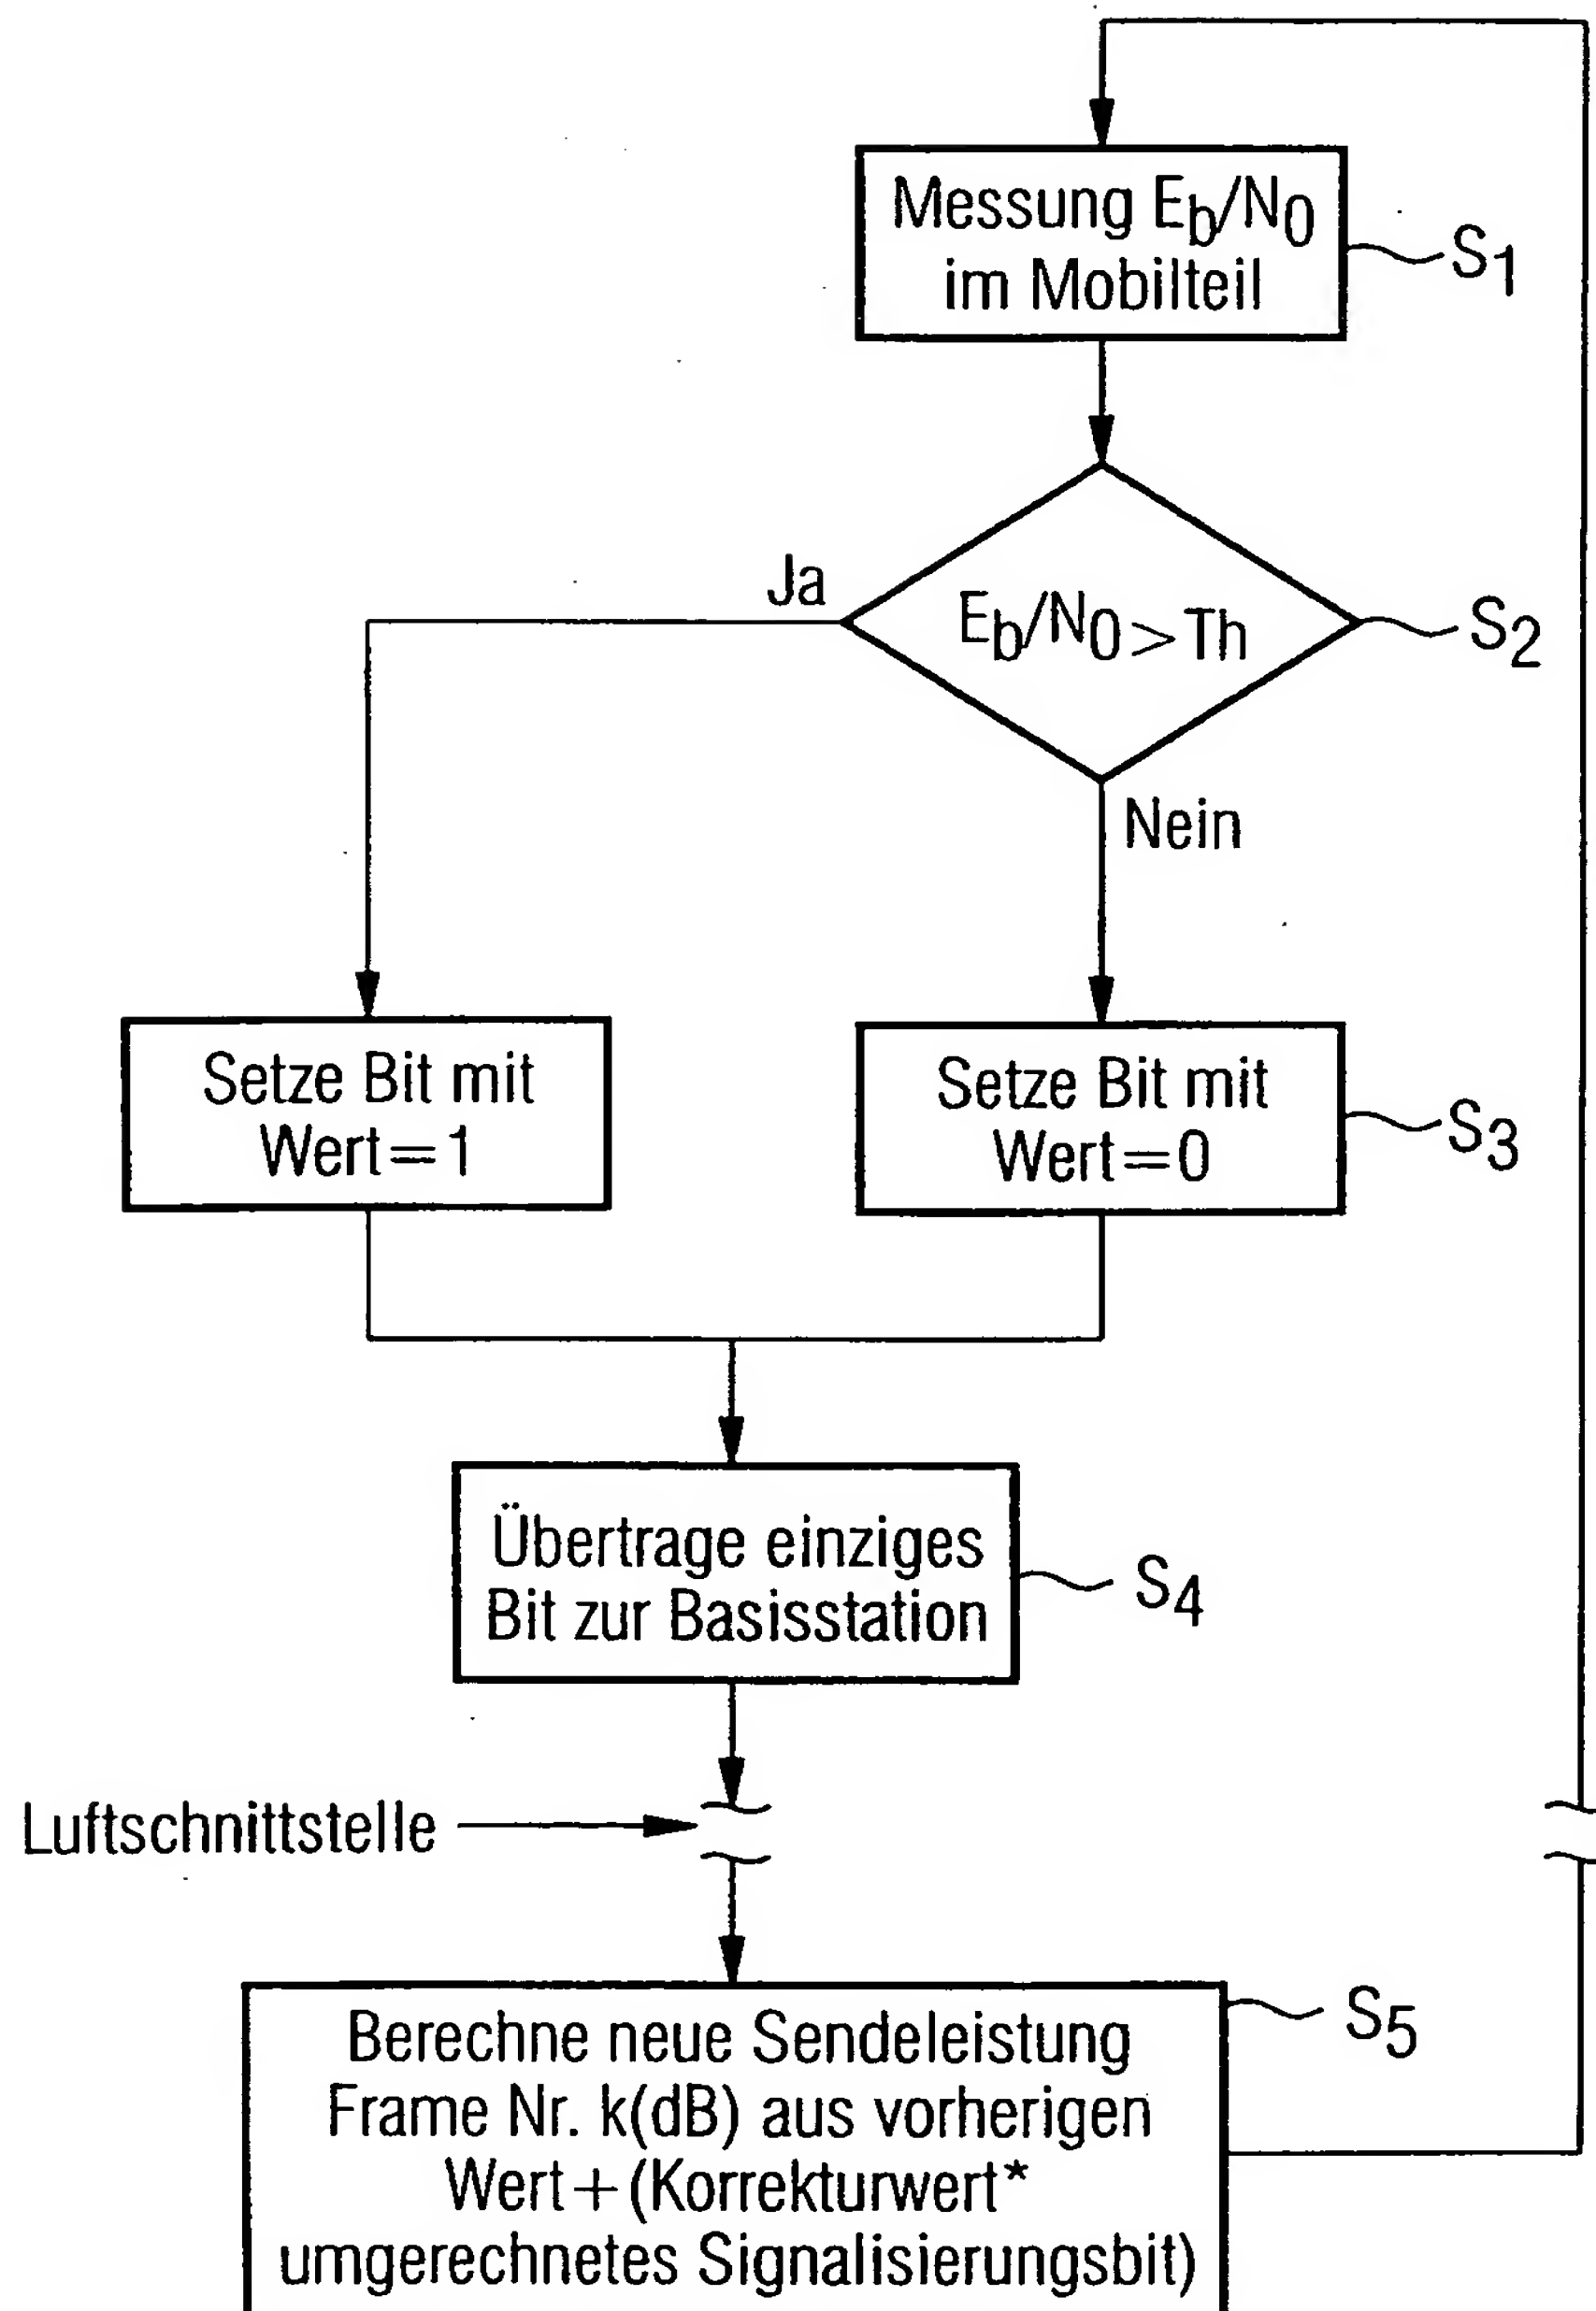 Messung Eb/N0
im Mobilteil
S1
Ja
Eb/N0 > Th
S2
Nein
Setze Bit mit
Wert=1
Setze Bit mit
Wert=0
S3
Übertrage einziges
Bit zur Basisstation
S4
Luftschnittstelle
Berechne neue Sendeleistung
Frame Nr. k(dB) aus vorherigen
Wert+(Korrekturwert*
umgerechnetes Signalisierungsbit)
S5